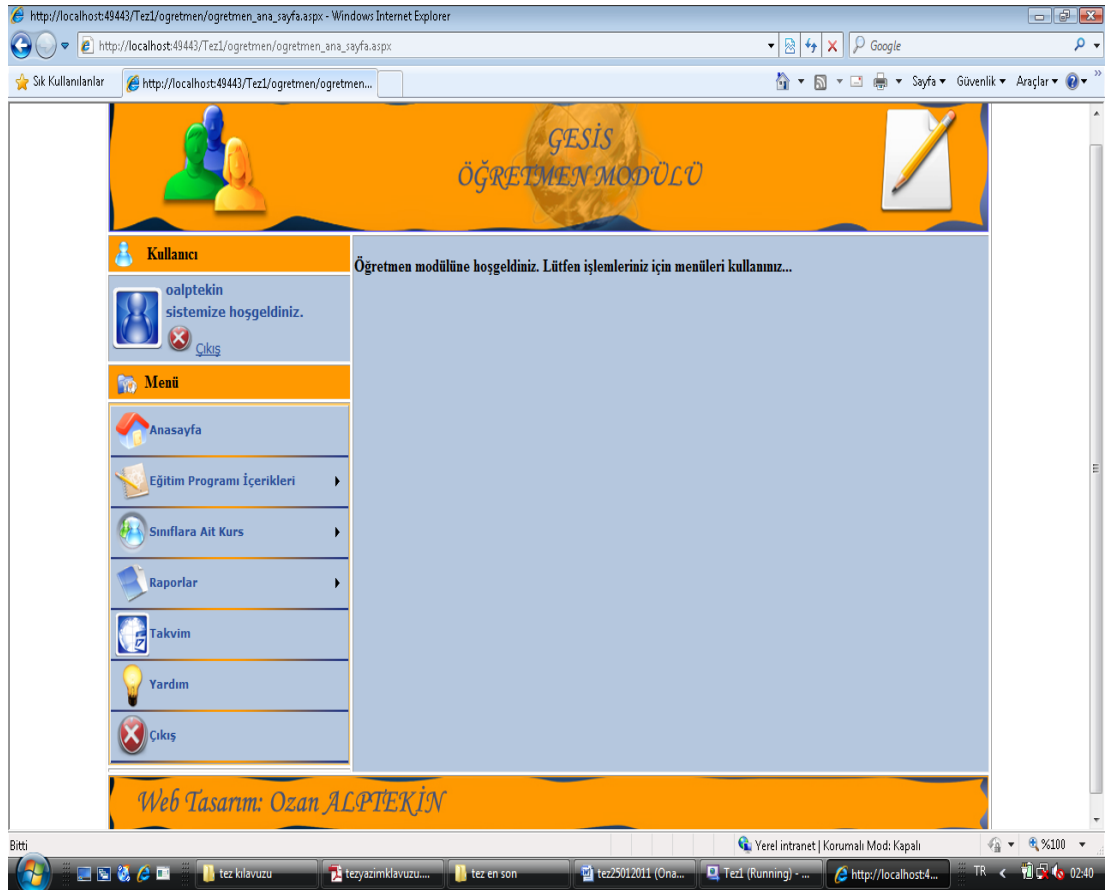 http://localhost:49443/Tez1/ogretmen/ogretmen_ana_sayfa.aspx - Windows Internet Explorer
http://localhost:49443/Tez1/ogretmen/ogretmen_ana_sayfa.aspx
Google
Sık Kullanılanlar
http://localhost:49443/Tez1/ogretmen/ogretmen...
Sayfa
Güvenlik
Araçlar
GESİS
ÖĞRETMEN MODÜLÜ
Kullanıcı
oalptekin
sistemize hoşgeldiniz.
Çıkış
Öğretmen modülüne hoşgeldiniz. Lütfen işlemleriniz için menüleri kullanınız...
Menü
Anasayfa
Eğitim Programı İçerikleri
Sınıflara Ait Kurs
Raporlar
Takvim
Yardım
Çıkış
Web Tasarım: Ozan ALPTEKİN
Bitti
Yerel intranet | Korumalı Mod: Kapalı
%100
tez kılavuzu
tezyazimklavuzu....
tez en son
tez25012011 (Ona...
Tez1 (Running) - ...
http://localhost:4...
TR
02:40